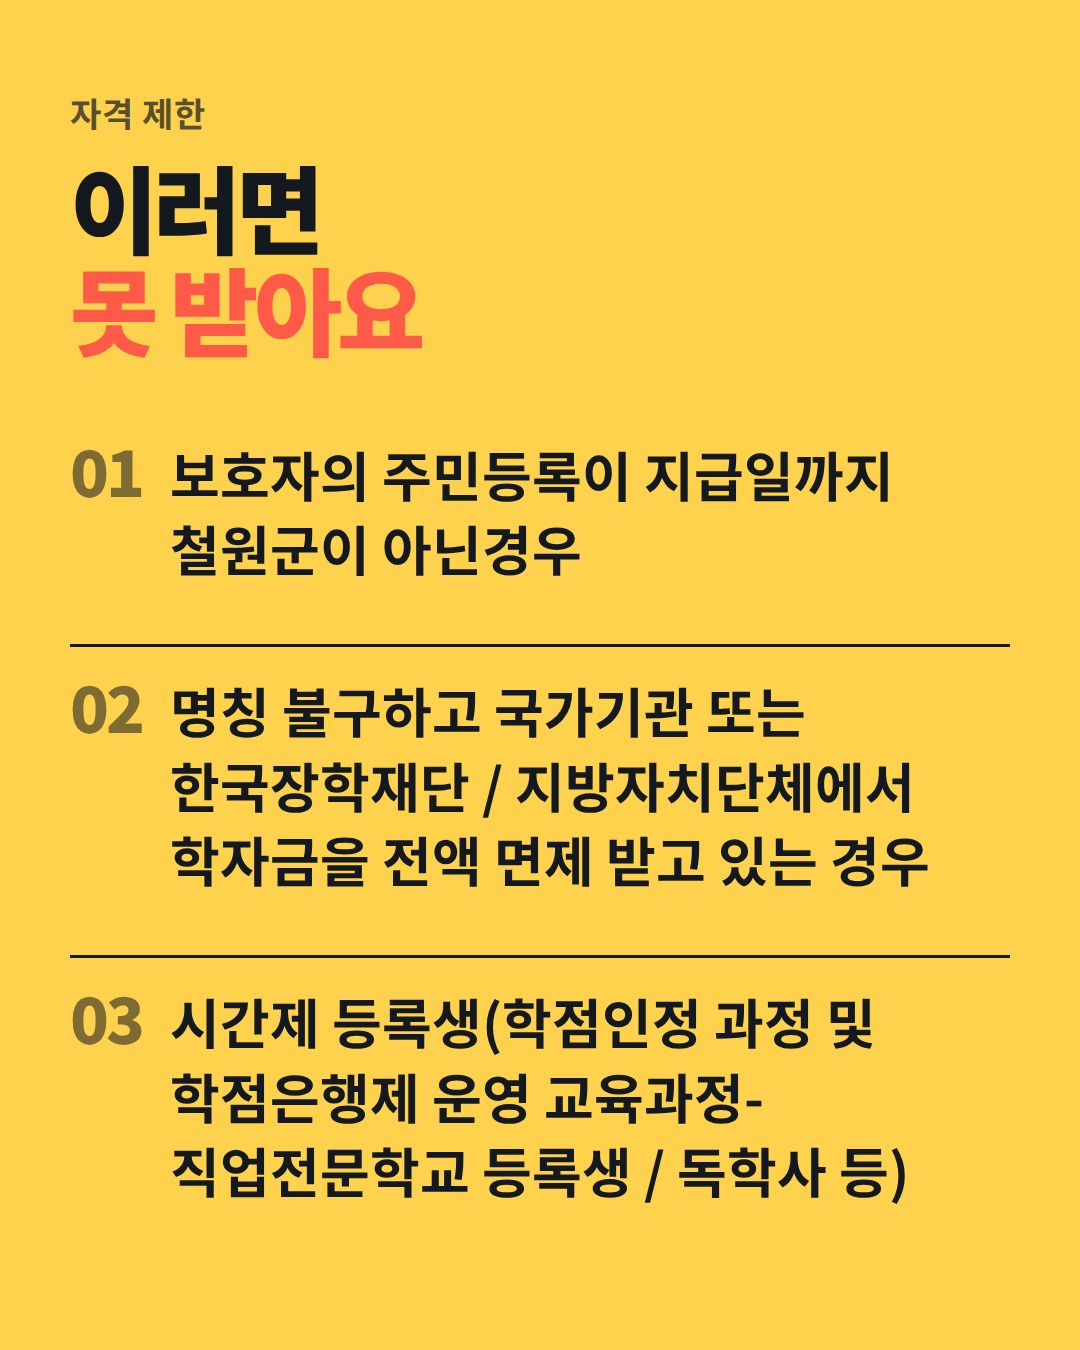 자격 제한
이러면
못 받아요
01 보호자의 주민등록이 지급일까지
철원군이 아닌경우
02 명칭 불구하고 국가기관 또는
한국장학재단 / 지방자치단체에서
학자금을 전액 면제 받고 있는 경우
03 시간제 등록생(학점인정 과정 및
학점은행제 운영 교육과정-
직업전문학교 등록생 / 독학사 등)